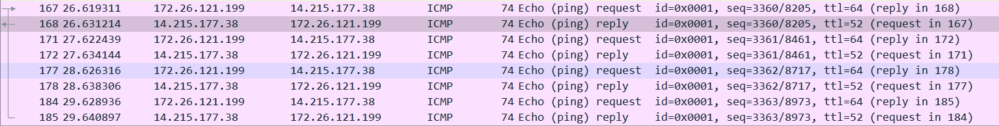 167 26.619311 172.26.121.199 14.215.177.38 ICMP 74 Echo (ping) request id=0x0001, seq=3360/8205, ttl=64 (reply in 168)
168 26.631214 14.215.177.38 172.26.121.199 ICMP 74 Echo (ping) reply id=0x0001, seq=3360/8205, ttl=52 (request in 167)
171 27.622439 172.26.121.199 14.215.177.38 ICMP 74 Echo (ping) request id=0x0001, seq=3361/8461, ttl=64 (reply in 172)
172 27.634144 14.215.177.38 172.26.121.199 ICMP 74 Echo (ping) reply id=0x0001, seq=3361/8461, ttl=52 (request in 171)
177 28.626316 172.26.121.199 14.215.177.38 ICMP 74 Echo (ping) request id=0x0001, seq=3362/8717, ttl=64 (reply in 178)
178 28.638306 14.215.177.38 172.26.121.199 ICMP 74 Echo (ping) reply id=0x0001, seq=3362/8717, ttl=52 (request in 177)
184 29.628936 172.26.121.199 14.215.177.38 ICMP 74 Echo (ping) request id=0x0001, seq=3363/8973, ttl=64 (reply in 185)
185 29.640897 14.215.177.38 172.26.121.199 ICMP 74 Echo (ping) reply id=0x0001, seq=3363/8973, ttl=52 (request in 184)